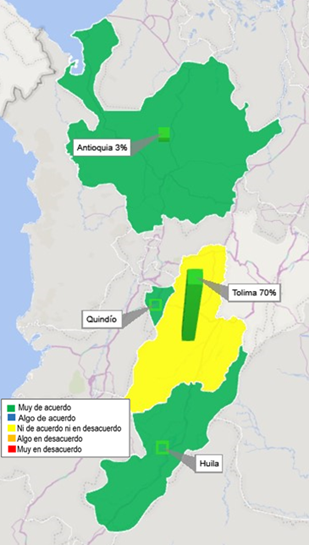 Antioquia 3%
Tolima 70%
Quindío
Muy de acuerdo
Algo de acuerdo
Ni de acuerdo ni en desacuerdo
Algo en desacuerdo
Muy en desacuerdo
Huila